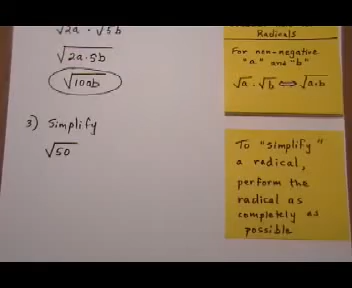 √2a · √5b
√2a·5b
√10ab
3) Simplify
√50
Radicals
For non-negative
"a" and "b"
√a · √b ⟺ √a·b
To "simplify"
a radical,
perform the
radical as
completely as
possible